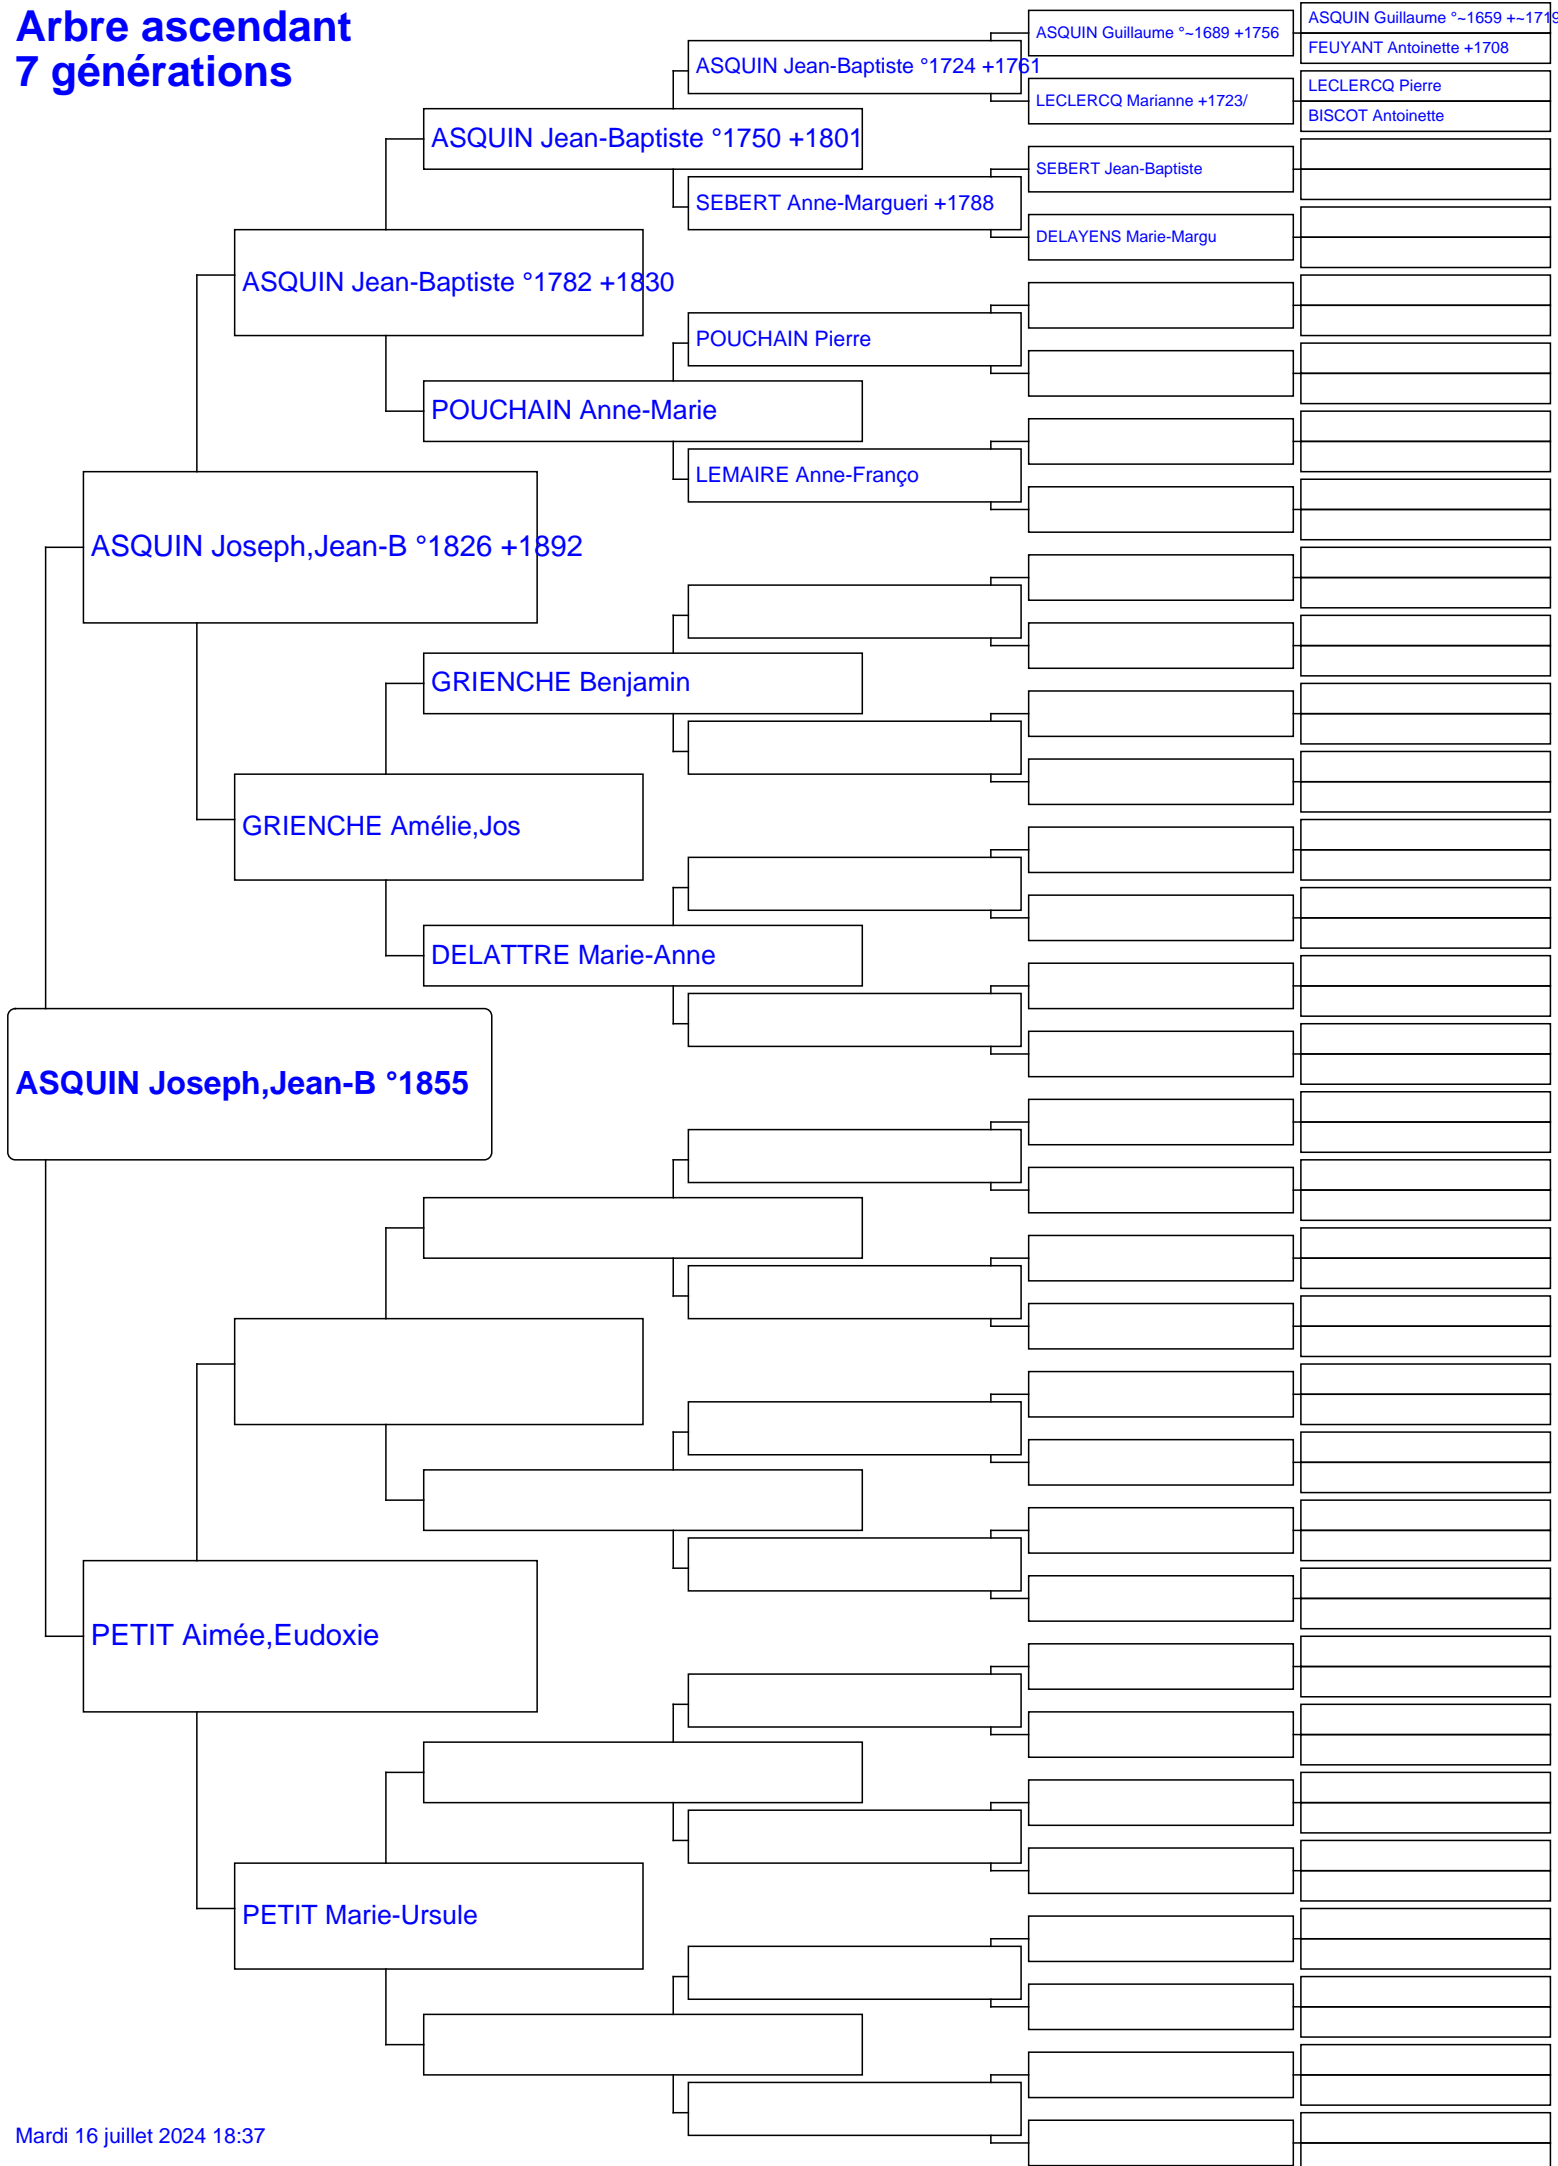 Arbre ascendant
7 générations
ASQUIN Guillaume °~1659 +~1719
FEUYANT Antoinette +1708
ASQUIN Guillaume °~1689 +1756
ASQUIN Jean-Baptiste °1724 +1761
LECLERCQ Pierre
LECLERCQ Marianne +1723/
BISCOT Antoinette
ASQUIN Jean-Baptiste °1750 +1801
SEBERT Jean-Baptiste
SEBERT Anne-Margueri +1788
DELAYENS Marie-Margu
ASQUIN Jean-Baptiste °1782 +1830
POUCHAIN Pierre
POUCHAIN Anne-Marie
LEMAIRE Anne-Franço
ASQUIN Joseph,Jean-B °1826 +1892
GRIENCHE Benjamin
GRIENCHE Amélie,Jos
DELATTRE Marie-Anne
ASQUIN Joseph,Jean-B °1855
PETIT Aimée,Eudoxie
PETIT Marie-Ursule
Mardi 16 juillet 2024 18:37